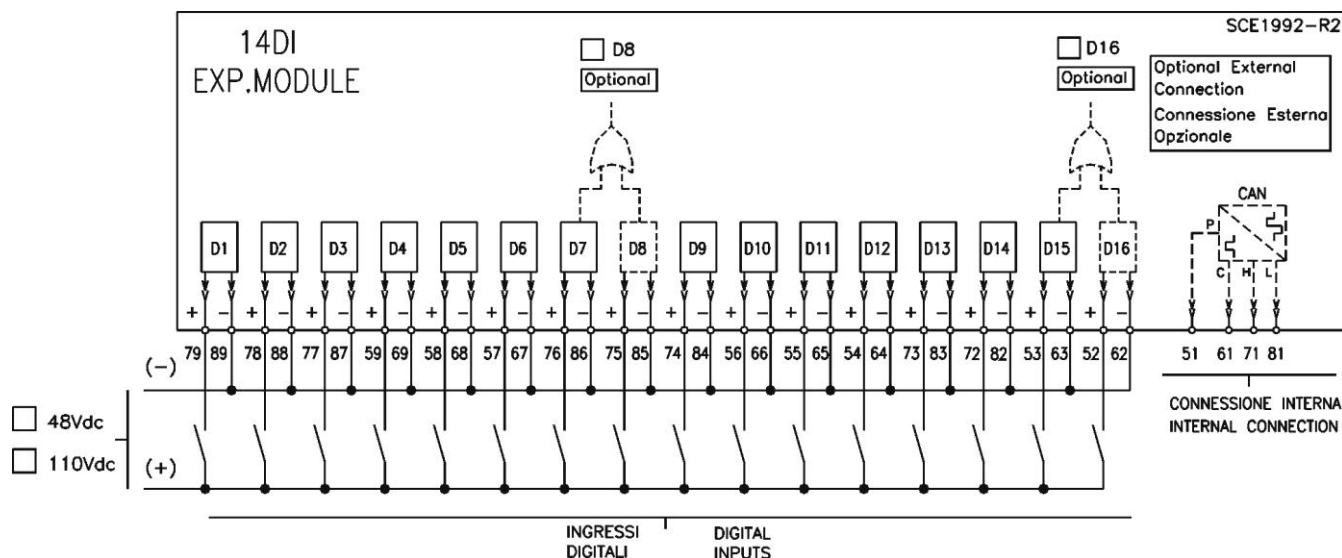 SCE1992-R2
14DI
EXP.MODULE
D8
Optional
D16
Optional
Optional External
Connection
Connessione Esterna
Opzionale
CAN
P
C H L
D1 D2 D3 D4 D5 D6 D7 D8 D9 D10 D11 D12 D13 D14 D15 D16
+ − + − + − + − + − + − + − + − + − + − + − + − + − + − + − + −
79 89 78 88 77 87 59 69 58 68 57 67 76 86 75 85 74 84 56 66 55 65 54 64 73 83 72 82 53 63 52 62 51 61 71 81
(-)
48Vdc
110Vdc
(+)
CONNESSIONE INTERNA
INTERNAL CONNECTION
INGRESSI
DIGITALI
DIGITAL
INPUTS